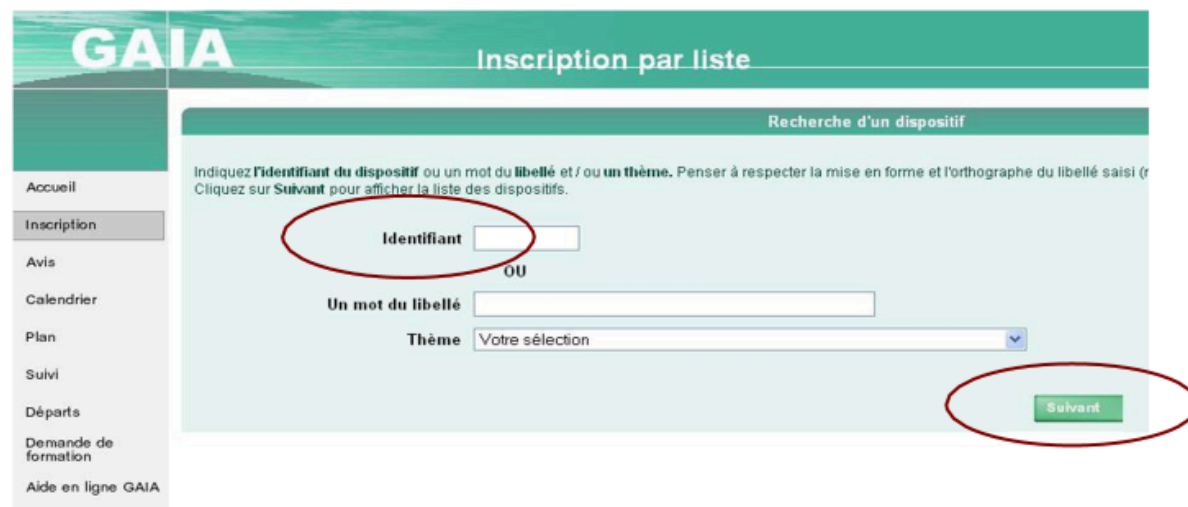 GAIA
Inscription par liste
Recherche d'un dispositif
Indiquez l'identifiant du dispositif ou un mot du libellé et / ou un thème. Penser à respecter la mise en forme et l'orthographe du libellé saisi (r
Cliquez sur Suivant pour afficher la liste des dispositifs.
Accueil
Inscription
Avis
Calendrier
Plan
Suivi
Départs
Demande de
formation
Aide en ligne GAIA
Identifiant
OU
Un mot du libellé
Thème Votre sélection
Suivant